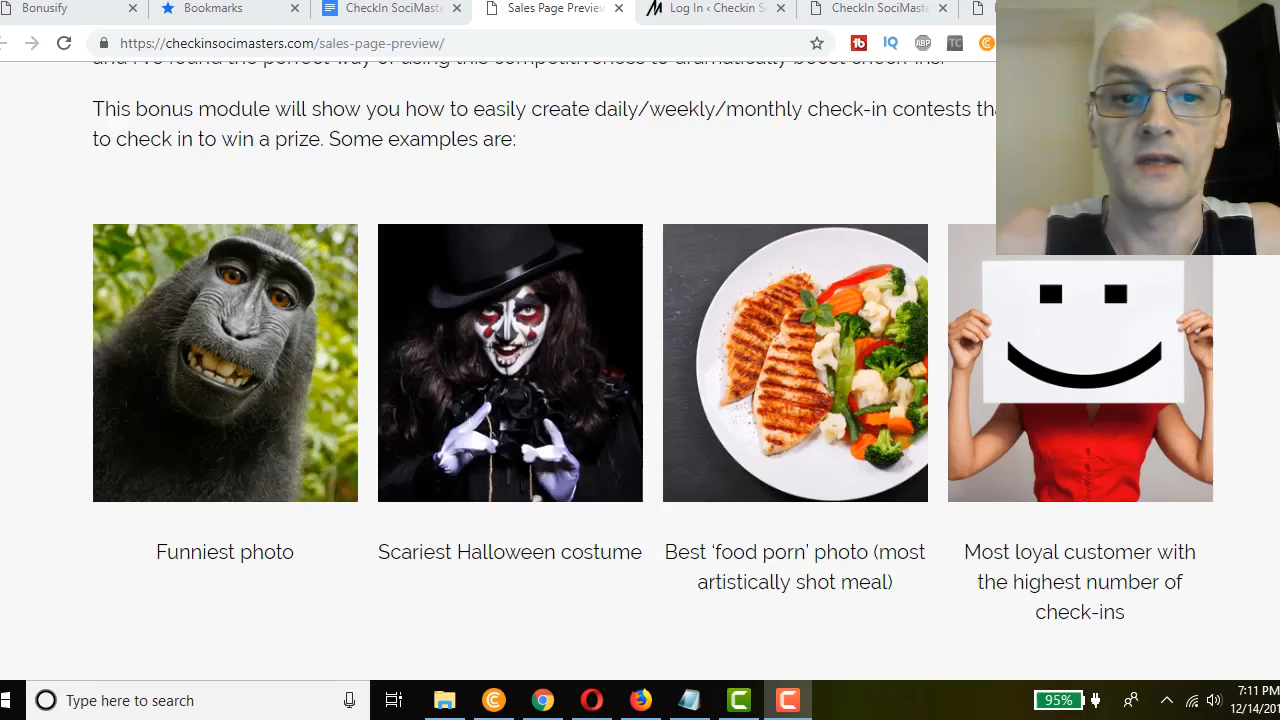 Bonusify
Bookmarks
CheckIn SociMaste
Sales Page Preview
Log In ‹ Checkin S
CheckIn SociMaste
https://checkinsocimasters.com/sales-page-preview/
This bonus module will show you how to easily create daily/weekly/monthly check-in contests tha
to check in to win a prize. Some examples are:
Funniest photo
Scariest Halloween costume
Best ‘food porn’ photo (most
artistically shot meal)
Most loyal customer with
the highest number of
check-ins
Type here to search
95%
7:11 PM
12/14/201